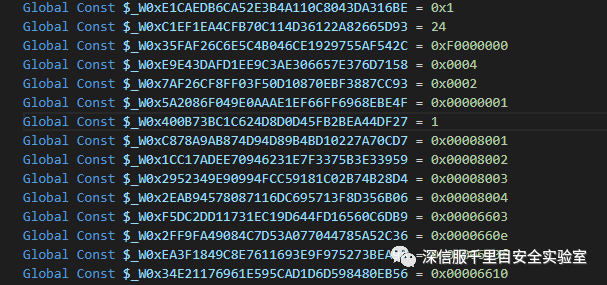 Global Const $_W0xE1CAEDB6CA52E3B4A110C8043DA316BE = 0x1
Global Const $_W0xC1EF1EA4CFB70C114D36122A82665D93 = 24
Global Const $_W0x35FAF26C6E5C4B046CE1929755AF542C = 0xF0000000
Global Const $_W0xE9E43DAFD1EE9C3AE306657E376D7158 = 0x0004
Global Const $_W0x7AF26CF8FF03F50D10870EBF3887CC93 = 0x0002
Global Const $_W0x5A2086F049E0AAAE1EF66FF6968EBE4F = 0x00000001
Global Const $_W0x400B73BC1C624D8D0D45FB2BEA44DF27 = 1
Global Const $_W0xC878A9AB874D94D89B4BD10227A70CD7 = 0x00008001
Global Const $_W0x1CC17ADEE70946231E7F3375B3E33959 = 0x00008002
Global Const $_W0x2952349E90994FCC59181C02B74B28D4 = 0x00008003
Global Const $_W0x2EAB94578087116DC695713F8D356B06 = 0x00008004
Global Const $_W0xF5DC2DD11731EC19D644FD16560C6DB9 = 0x00006603
Global Const $_W0x2FF9FA49084C7D53A077044785A52C36 = 0x0000660e
Global Const
深信服千里目安全实验室
Global Const $_W0x34E21176961E595CAD1D6D598480EB56 = 0x00006610